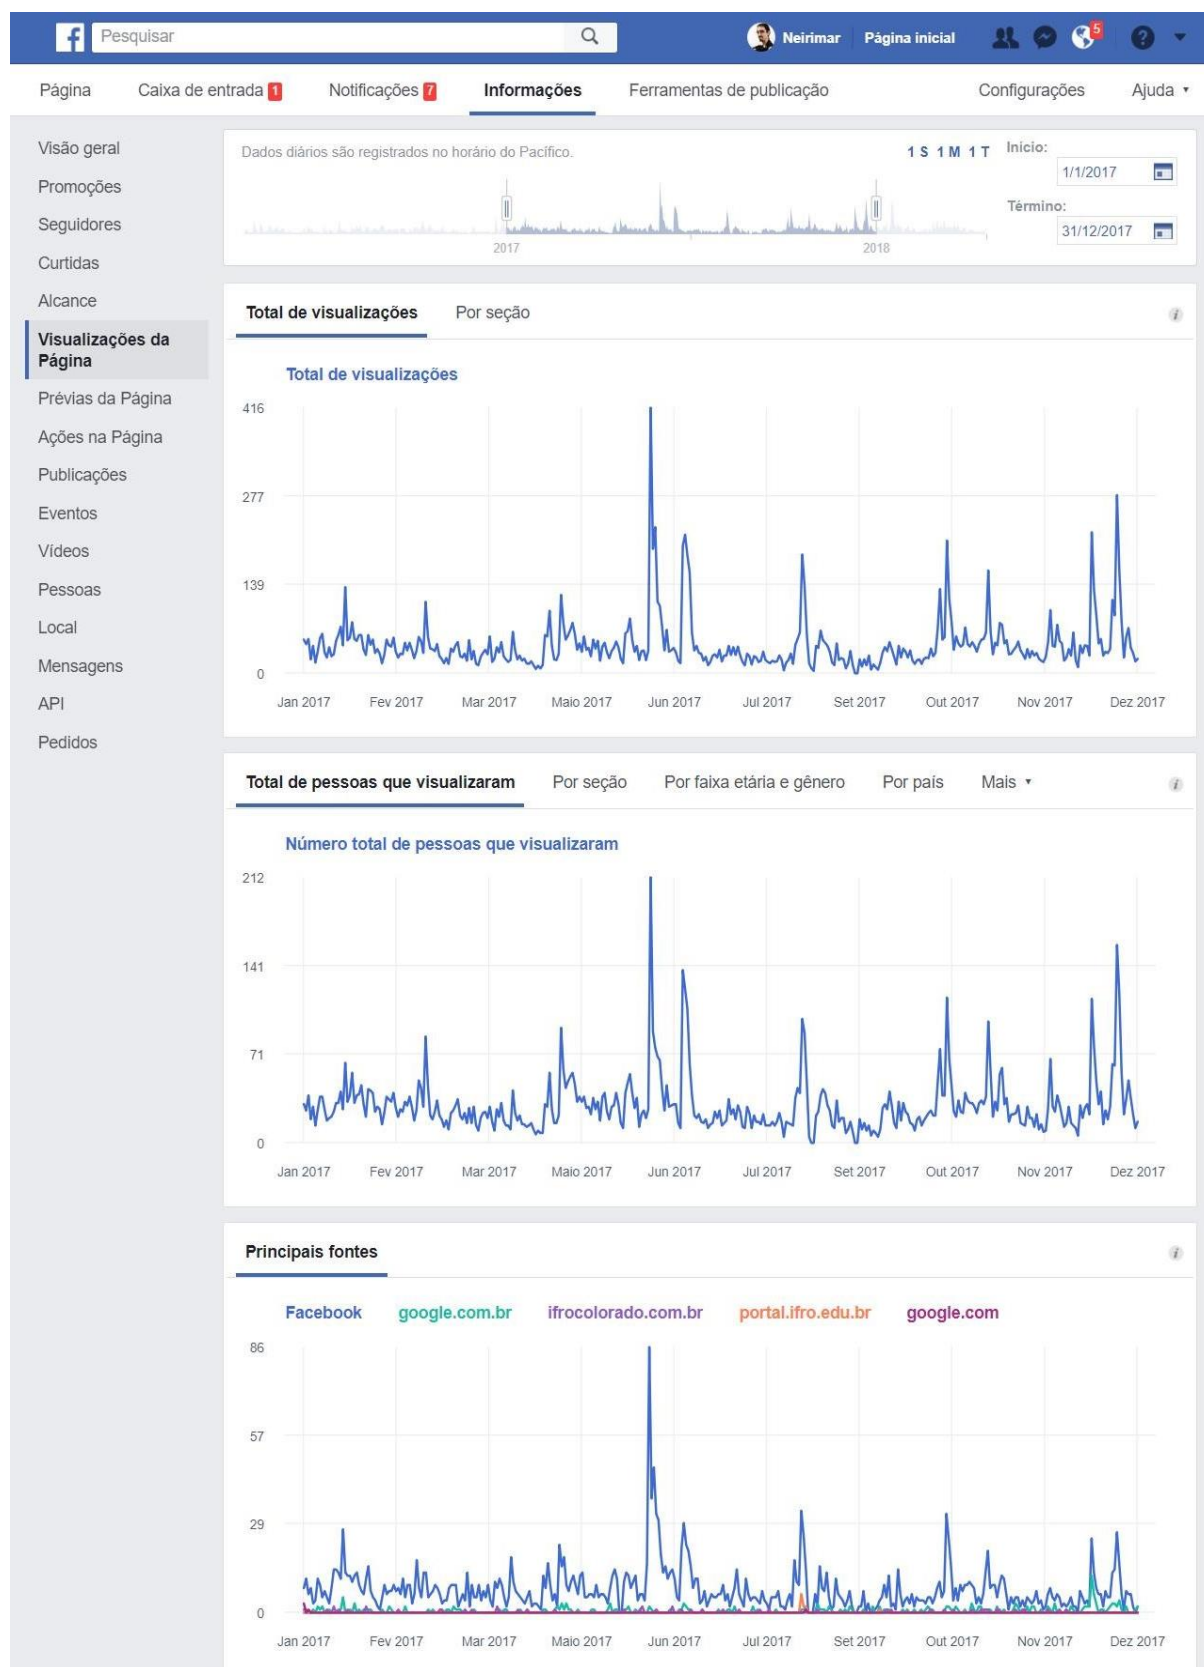 f Pesquisar Neirimar Página inicial 5
Página Caixa de entrada 1 Notificações 7 Informações Ferramentas de publicação Configurações Ajuda
Visão geral
Promoções
Seguidores
Curtidas
Alcance
Visualizações da
Página
Prévias da Página
Ações na Página
Publicações
Eventos
Vídeos
Pessoas
Local
Mensagens
API
Pedidos
Dados diários são registrados no horário do Pacífico. 1 S 1 M 1 T Início:
1/1/2017
Término:
31/12/2017
2017 2018
Total de visualizações Por seção
Total de visualizações
416
277
139
0
Jan 2017 Fev 2017 Mar 2017 Maio 2017 Jun 2017 Jul 2017 Set 2017 Out 2017 Nov 2017 Dez 2017
Total de pessoas que visualizaram Por seção Por faixa etária e gênero Por país Mais
Número total de pessoas que visualizaram
212
141
71
0
Jan 2017 Fev 2017 Mar 2017 Maio 2017 Jun 2017 Jul 2017 Set 2017 Out 2017 Nov 2017 Dez 2017
Principais fontes
Facebook google.com.br ifrocolorado.com.br portal.ifro.edu.br google.com
86
57
29
0
Jan 2017 Fev 2017 Mar 2017 Maio 2017 Jun 2017 Jul 2017 Set 2017 Out 2017 Nov 2017 Dez 2017